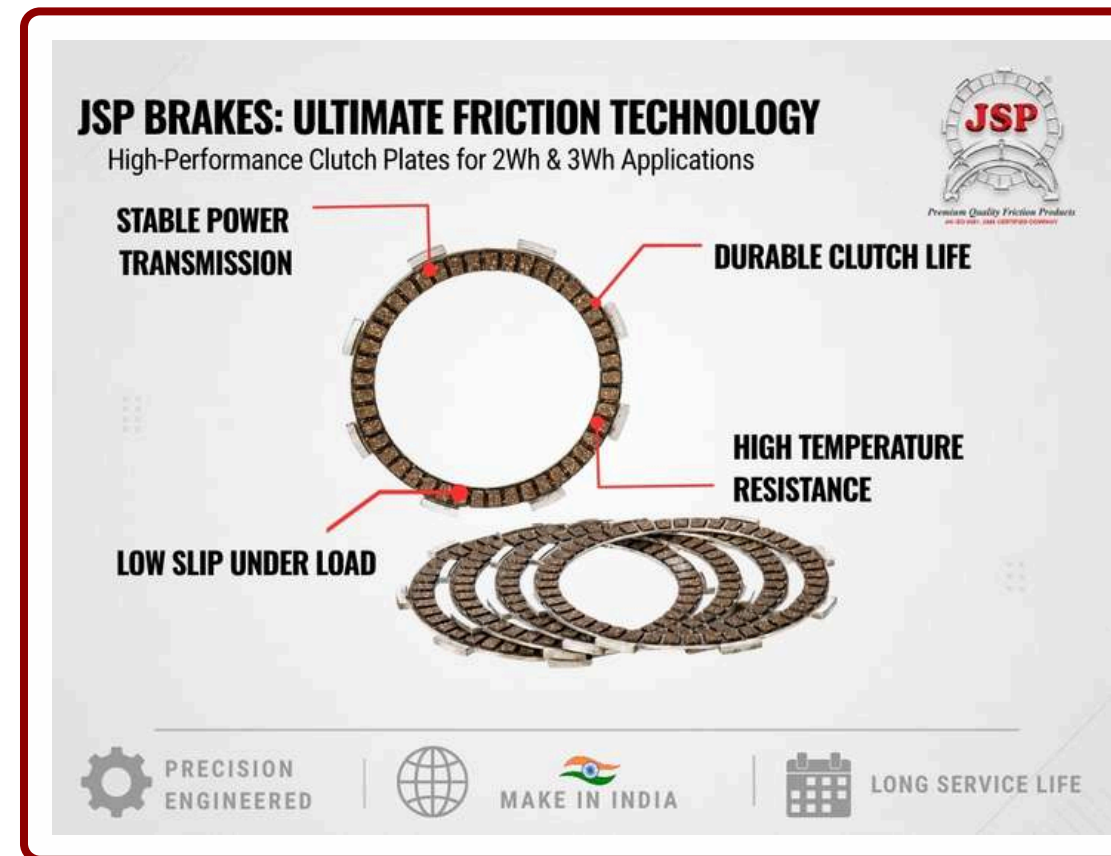 JSP BRAKES: ULTIMATE FRICTION TECHNOLOGY
High-Performance Clutch Plates for 2Wh & 3Wh Applications
JSP
Premium Quality Friction Products
STABLE POWER
TRANSMISSION
DURABLE CLUTCH LIFE
HIGH TEMPERATURE
RESISTANCE
LOW SLIP UNDER LOAD
PRECISION
ENGINEERED
MAKE IN INDIA
LONG SERVICE LIFE